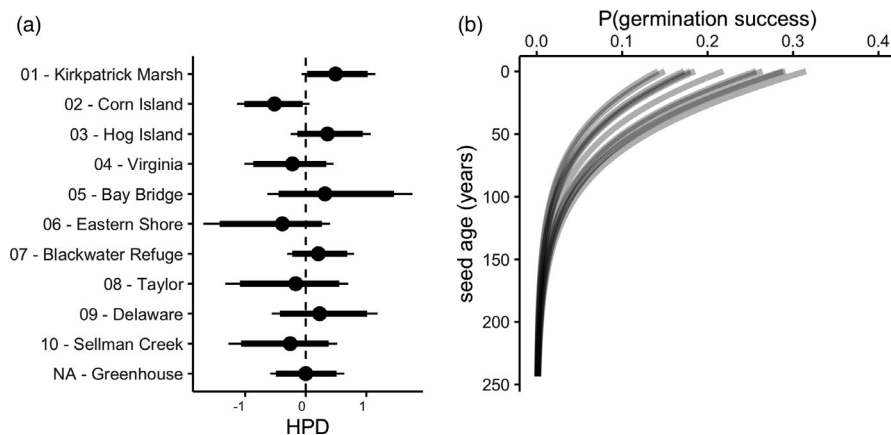 (a)
01 - Kirkpatrick Marsh
02 - Corn Island
03 - Hog Island
04 - Virginia
05 - Bay Bridge
06 - Eastern Shore
07 - Blackwater Refuge
08 - Taylor
09 - Delaware
10 - Sellman Creek
NA - Greenhouse
-1 0 1
HPD
(b)
P(germination success)
0.0 0.1 0.2 0.3 0.4
seed age (years)
0
50
100
150
200
250